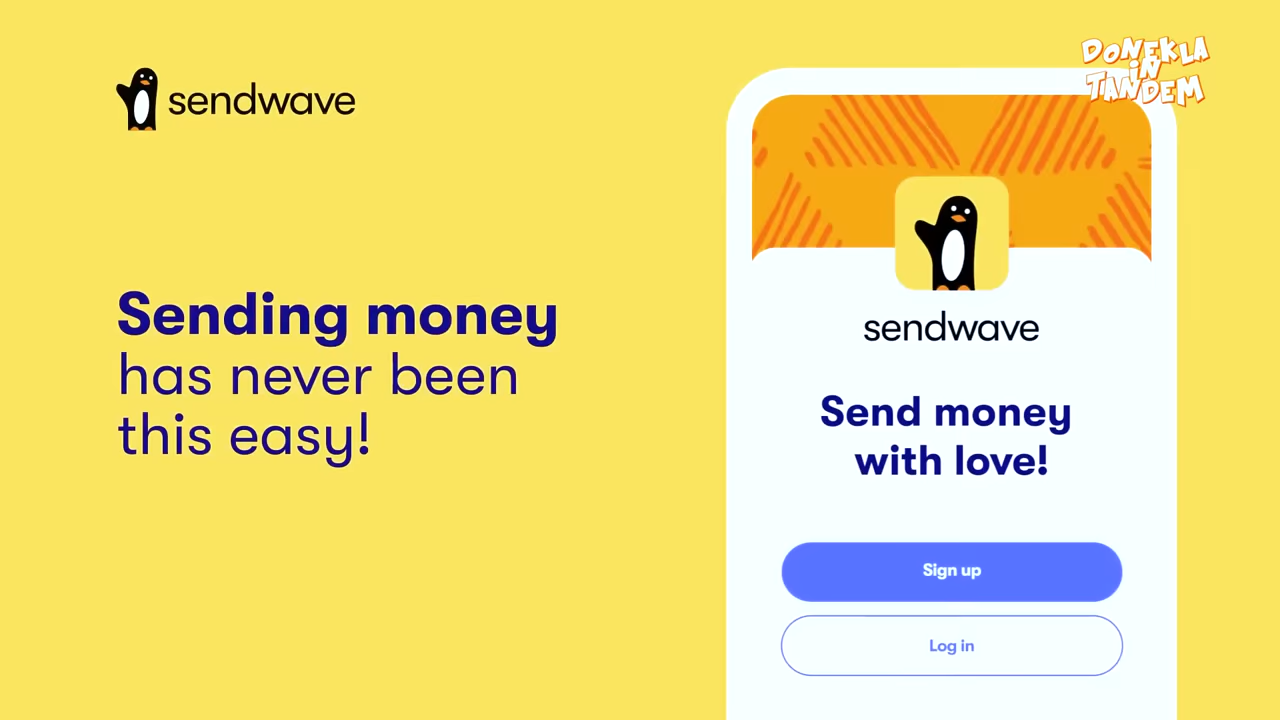 sendwave
Sending money
has never been
this easy!
DONEKLA
iN
TANDEM
sendwave
Send money
with love!
Sign up
Log in